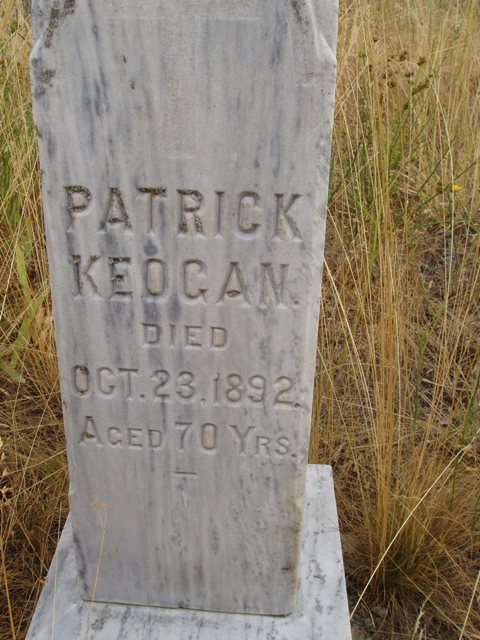 PATRICK
KEOGAN.
DIED
OCT. 23. 1892.
AGED 70 YRS.